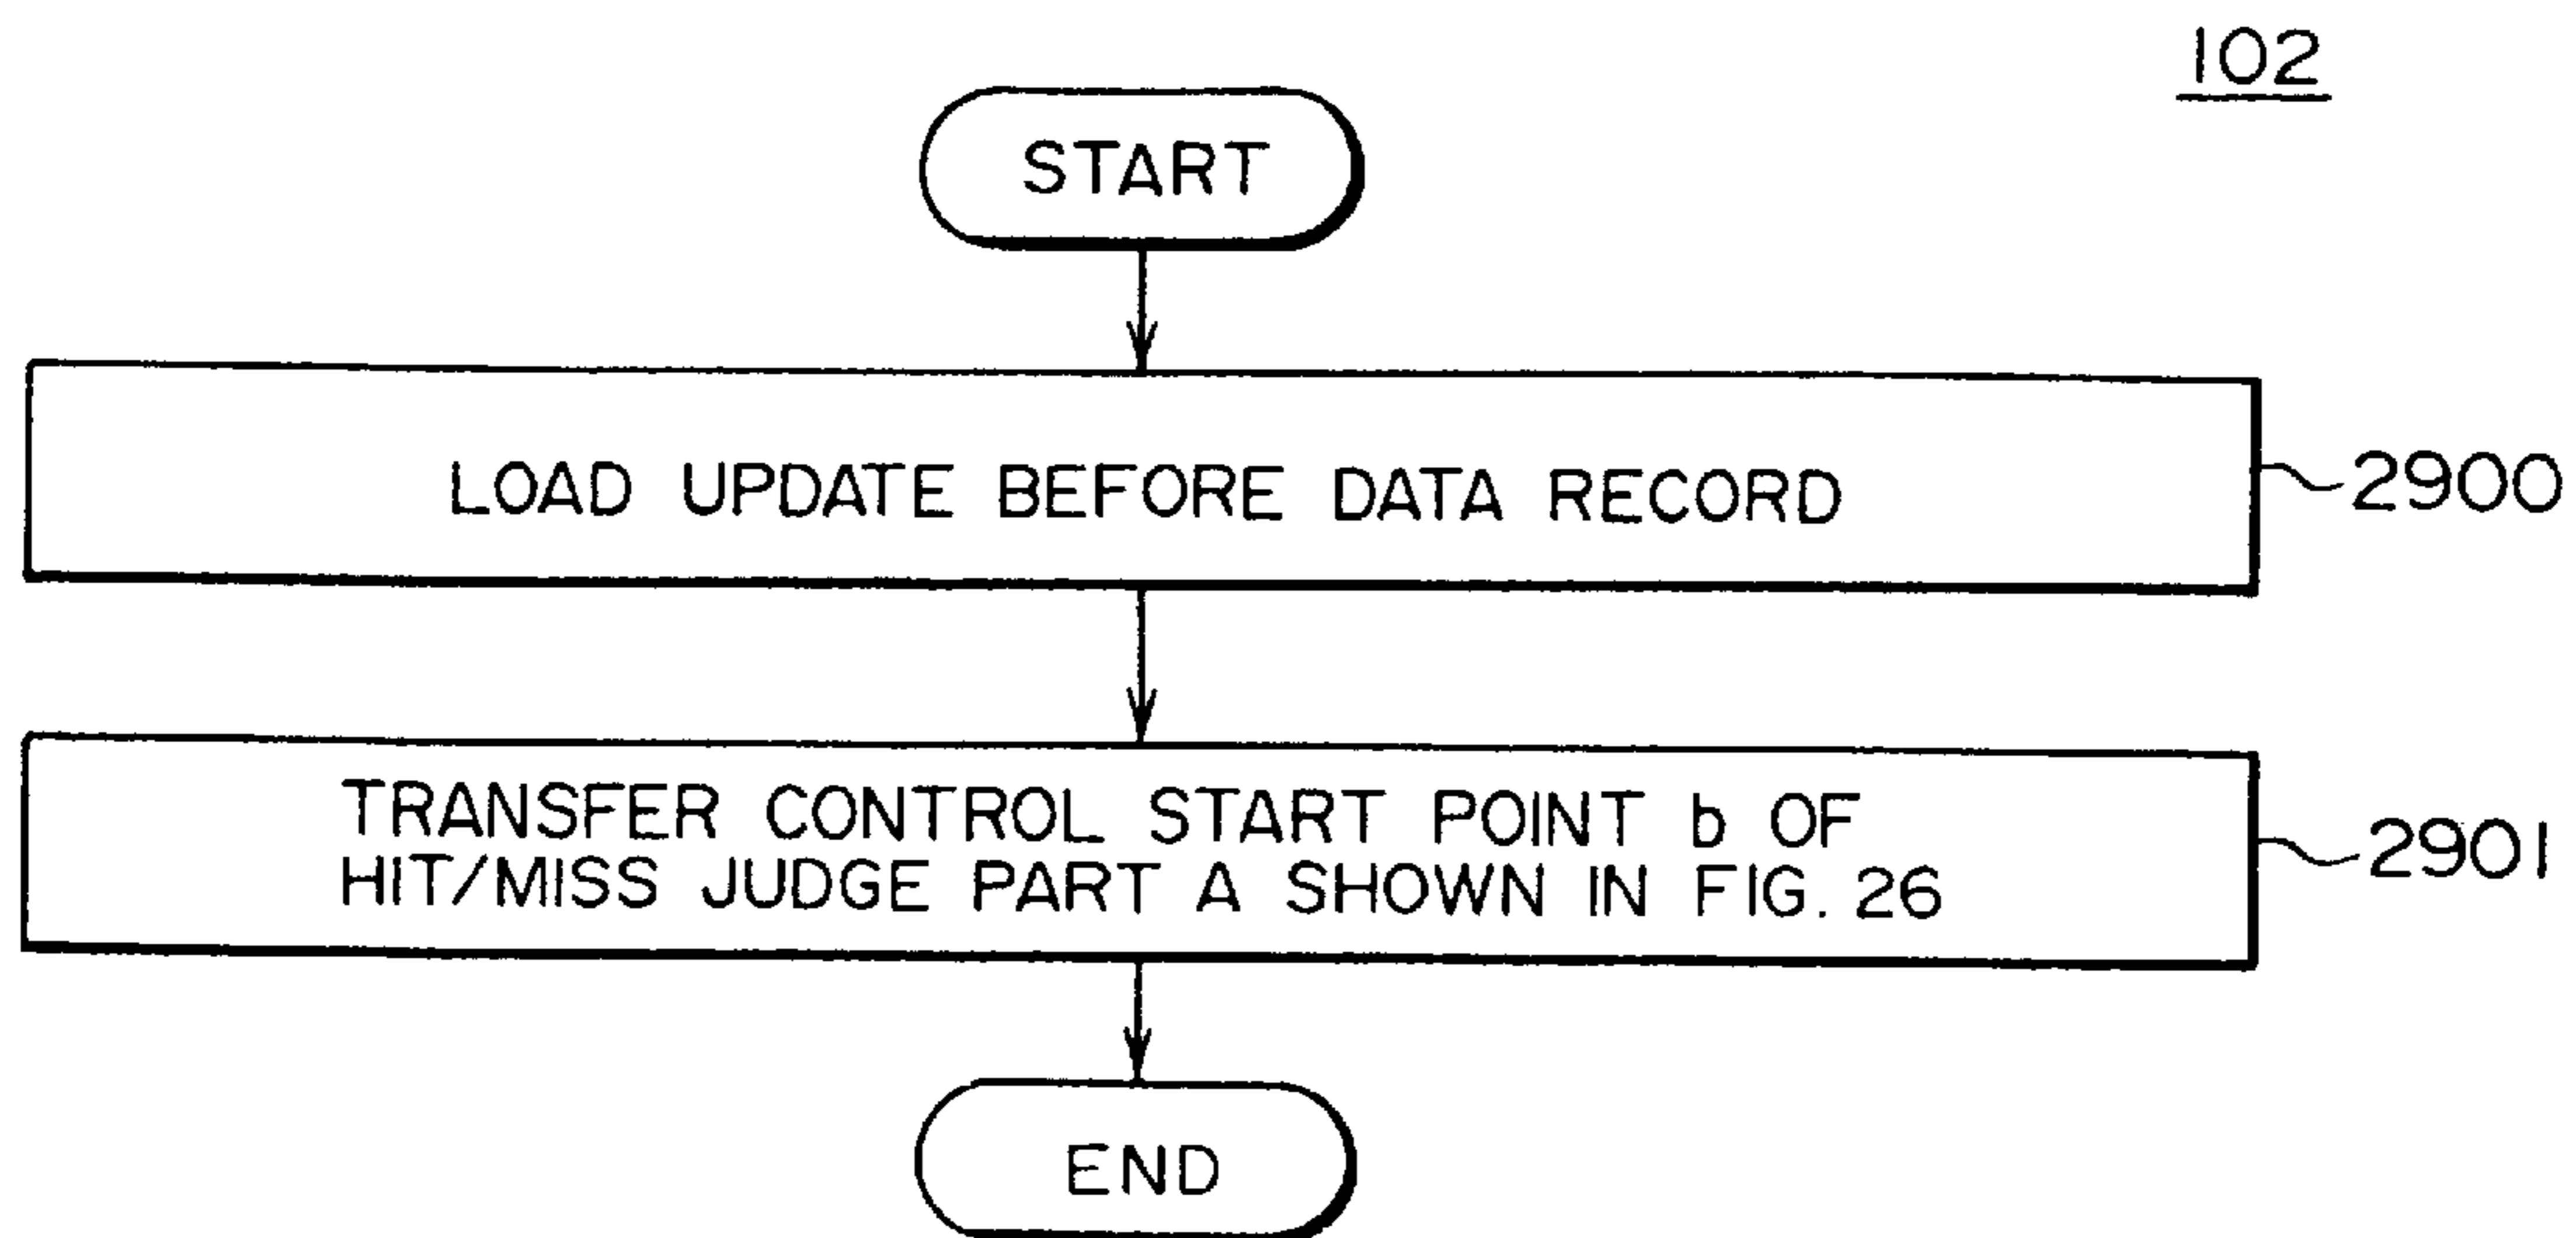 102
START
LOAD UPDATE BEFORE DATA RECORD
2900
TRANSFER CONTROL START POINT b OF
HIT/MISS JUDGE PART A SHOWN IN FIG. 26
2901
END